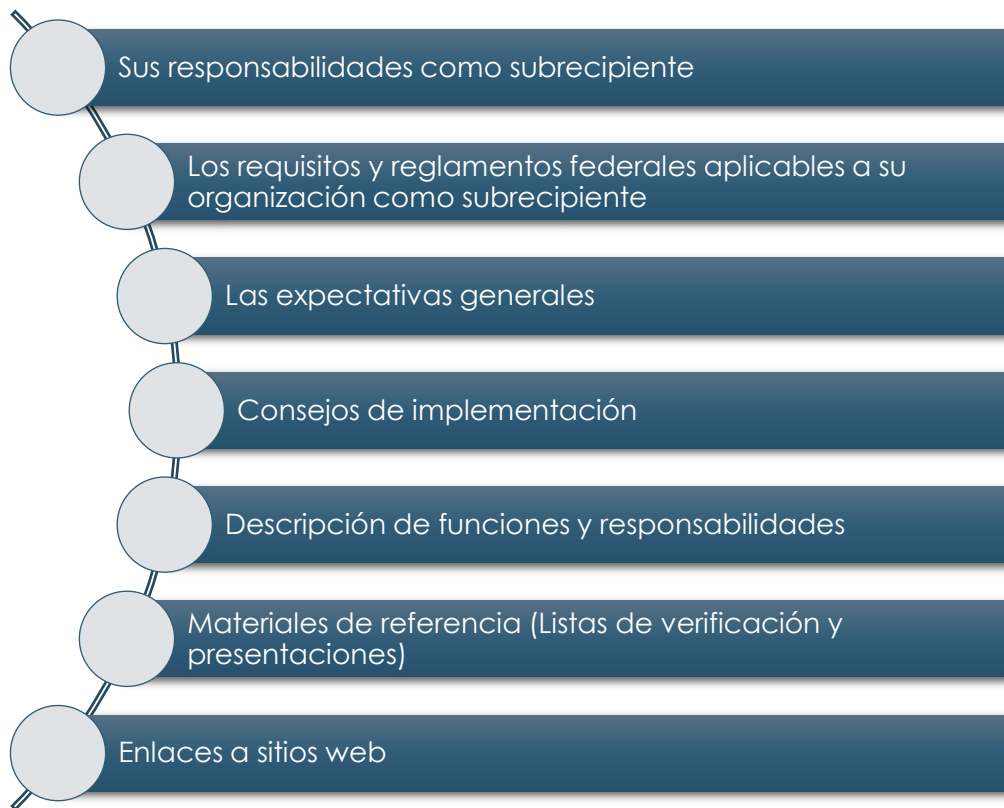 Sus responsabilidades como subrecipiente
Los requisitos y reglamentos federales aplicables a su
organización como subrecipiente
Las expectativas generales
Consejos de implementación
Descripción de funciones y responsabilidades
Materiales de referencia (Listas de verificación y
presentaciones)
Enlaces a sitios web